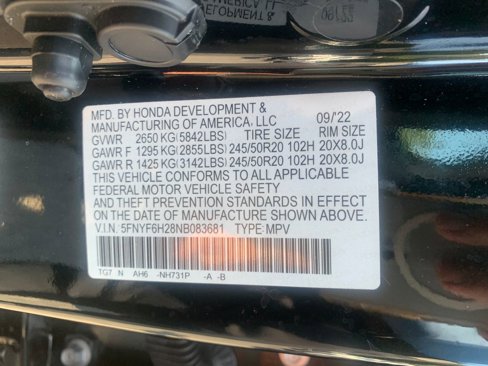 MFD. BY HONDA DEVELOPMENT &
MANUFACTURING OF AMERICA, LLC 09/'22
GVWR 2650 KG(5842LBS) TIRE SIZE RIM SIZE
GAWR F 1295 KG(2855LBS) 245/50R20 102H 20X8.0J
GAWR R 1425 KG(3142LBS) 245/50R20 102H 20X8.0J
THIS VEHICLE CONFORMS TO ALL APPLICABLE
FEDERAL MOTOR VEHICLE SAFETY
AND THEFT PREVENTION STANDARDS IN EFFECT
ON THE DATE OF MANUFACTURE SHOWN ABOVE.
V.I.N. 5FNYF6H28NB083681 TYPE: MPV
TG7 N AH6 -NH731P -A -B